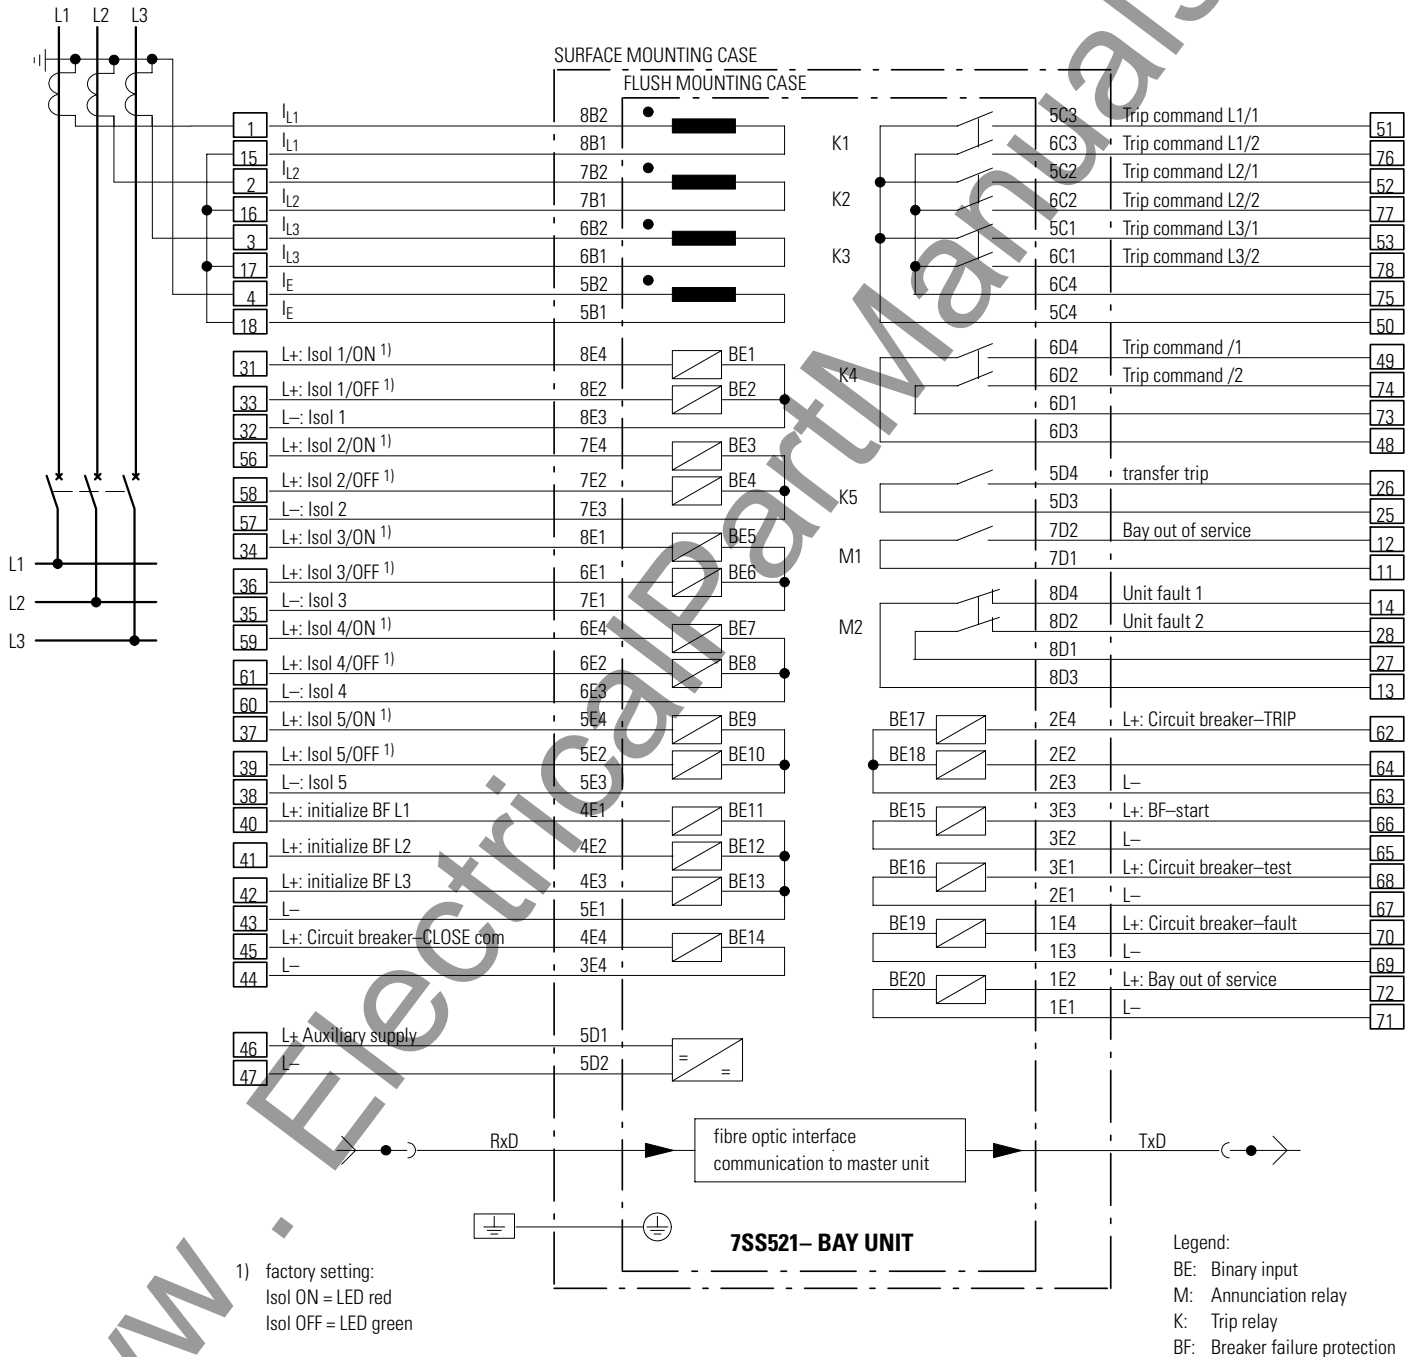 L1 L2 L3
SURFACE MOUNTING CASE
FLUSH MOUNTING CASE
1 IL1 8B2
15 IL1 8B1
2 IL2 7B2
16 IL2 7B1
3 IL3 6B2
17 IL3 6B1
4 IE 5B2
18 IE 5B1
31 L+: Isol 1/ON 1) 8E4 BE1
33 L+: Isol 1/OFF 1) 8E2 BE2
32 L–: Isol 1 8E3
56 L+: Isol 2/ON 1) 7E4 BE3
58 L+: Isol 2/OFF 1) 7E2 BE4
57 L–: Isol 2 7E3
34 L+: Isol 3/ON 1) 8E1 BE5
36 L+: Isol 3/OFF 1) 6E1 BE6
35 L–: Isol 3 7E1
59 L+: Isol 4/ON 1) 6E4 BE7
61 L+: Isol 4/OFF 1) 6E2 BE8
60 L–: Isol 4 6E3
37 L+: Isol 5/ON 1) 5E4 BE9
39 L+: Isol 5/OFF 1) 5E2 BE10
38 L–: Isol 5 5E3
40 L+: initialize BF L1 4E1 BE11
41 L+: initialize BF L2 4E2 BE12
42 L+: initialize BF L3 4E3 BE13
43 L– 5E1
45 L+: Circuit breaker–CLOSE com 4E4 BE14
44 L– 3E4
46 L+ Auxiliary supply 5D1
47 L– 5D2
= =
L1
L2
L3
K1 5C3 Trip command L1/1 51
6C3 Trip command L1/2 76
K2 5C2 Trip command L2/1 52
6C2 Trip command L2/2 77
K3 5C1 Trip command L3/1 53
6C1 Trip command L3/2 78
6C4 75
5C4 50
K4 6D4 Trip command /1 49
6D2 Trip command /2 74
6D1 73
6D3 48
K5 5D4 transfer trip 26
5D3 25
M1 7D2 Bay out of service 12
7D1 11
M2 8D4 Unit fault 1 14
8D2 Unit fault 2 28
8D1 27
8D3 13
BE17 2E4 L+: Circuit breaker–TRIP 62
BE18 2E2 64
2E3 L– 63
BE15 3E3 L+: BF–start 66
3E2 L– 65
BE16 3E1 L+: Circuit breaker–test 68
2E1 L– 67
BE19 1E4 L+: Circuit breaker–fault 70
1E3 L– 69
BE20 1E2 L+: Bay out of service 72
1E1 L– 71
RxD
fibre optic interface
communication to master unit
TxD
7SS521– BAY UNIT
1) factory setting:
Isol ON = LED red
Isol OFF = LED green
Legend:
BE: Binary input
M: Annunciation relay
K: Trip relay
BF: Breaker failure protection
w . ElectricalPartManuals